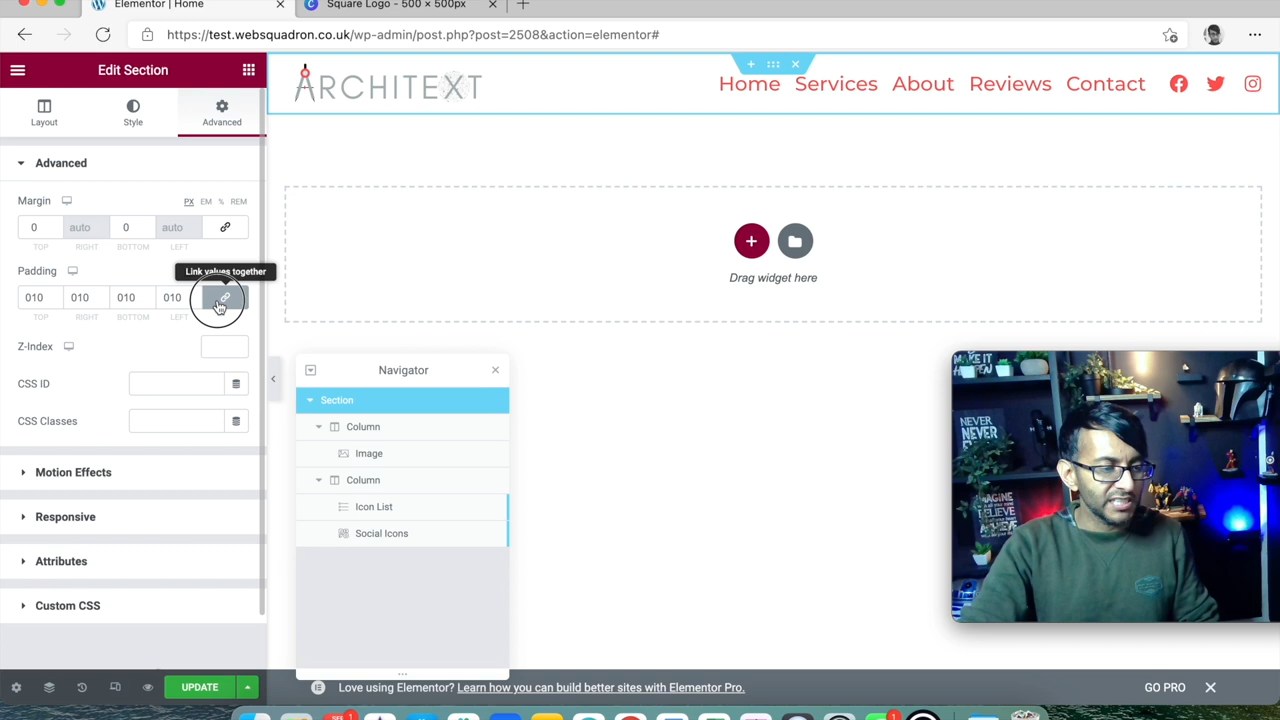 Elementor | Home
Square Logo - 500 × 500px
https://test.websquadron.co.uk/wp-admin/post.php?post=2508&action=elementor#
Edit Section
ARCHITEXT
Home Services About Reviews Contact
Layout
Style
Advanced
Advanced
Margin
PX EM % REM
0 auto 0 auto
TOP RIGHT BOTTOM LEFT
Padding
Link values together
010 010 010 010
TOP RIGHT BOTTOM LEFT
Z-Index
CSS ID
CSS Classes
Motion Effects
Responsive
Attributes
Custom CSS
UPDATE
Drag widget here
Navigator
Section
Column
Image
Column
Icon List
Social Icons
MAKE IT
HAPPEN
NEVER
NEVER
IMAGINE
BELIEVE
Love using Elementor? Learn how you can build better sites with Elementor Pro.
GO PRO